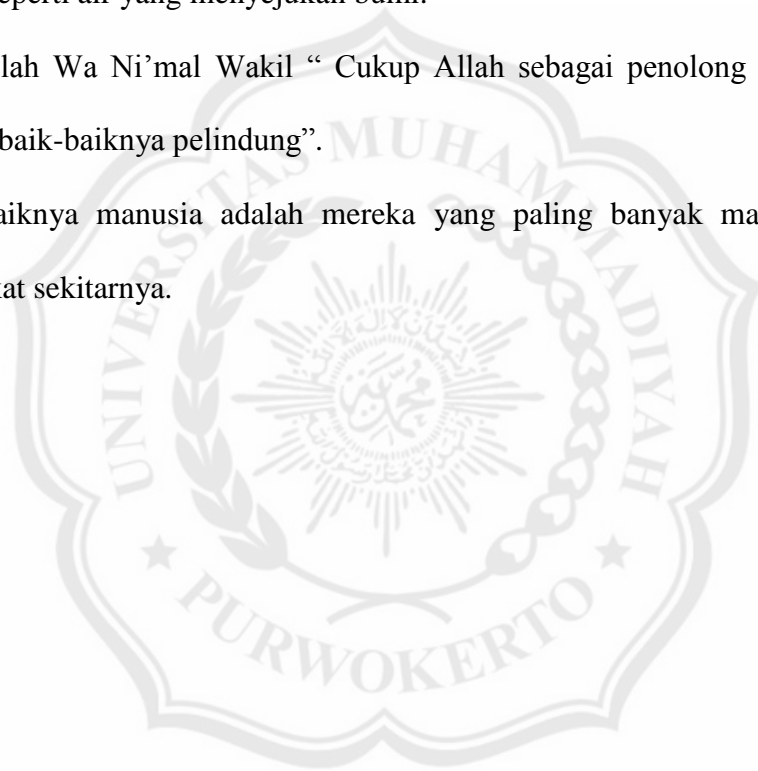 seperti air yang menyejukan bumi.
lah Wa Ni’mal Wakil “ Cukup Allah sebagai penolong
baik-baiknya pelindung”.
aiknya manusia adalah mereka yang paling banyak ma
at sekitarnya.
UNIVERSITAS MUHAMMADIYAH
PURWOKERTO